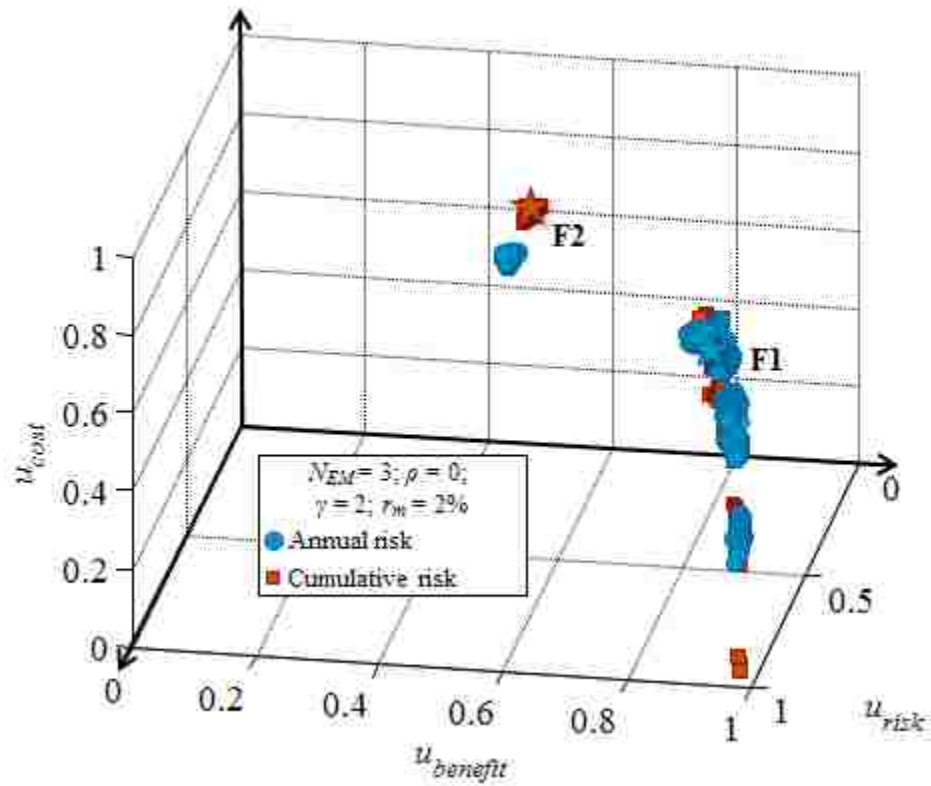 F2
F1
1
0.8
0.6
0.4
0.2
0
u_cost
N_EM = 3; ρ = 0;
γ = 2; r_m = 2%
Annual risk
Cumulative risk
0
0.5
1
u_risk
0
0.2
0.4
0.6
0.8
1
u_benefit